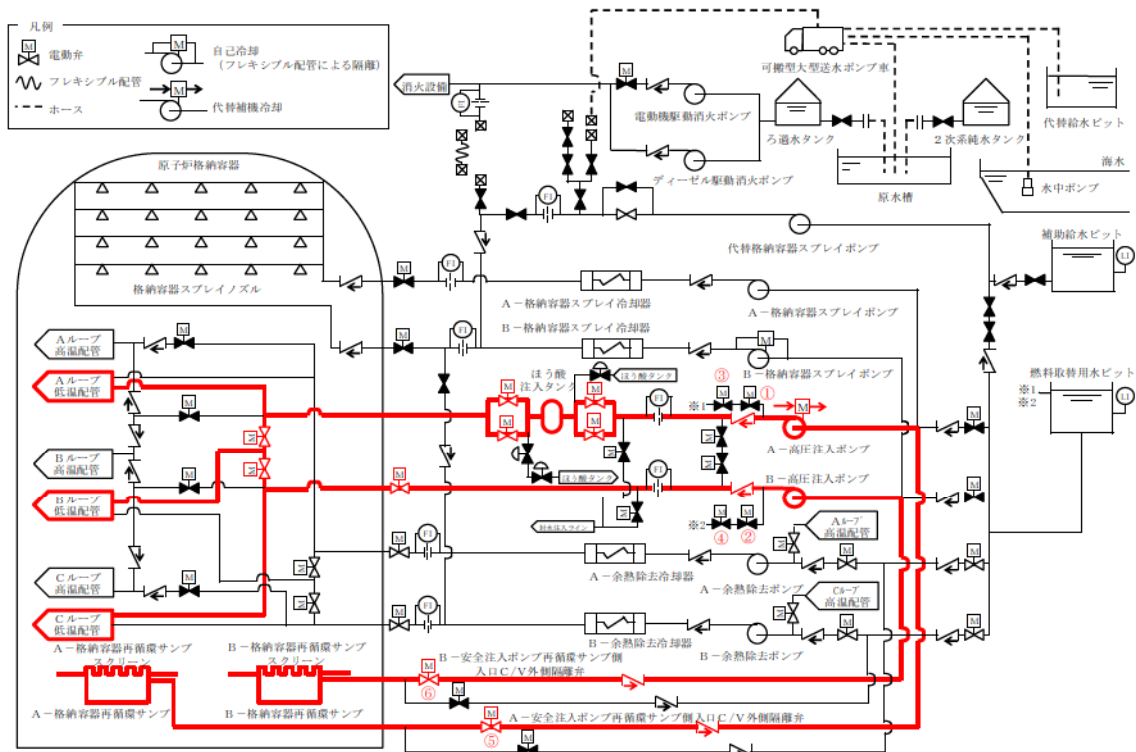 凡例
M
電動弁
M
自己冷却
(フレキシブル配管による隔離)
フレキシブル配管
M
代替補機冷却
ホース
消火設備
FI
M
電動機駆動消火ポンプ
ディーゼル駆動消火ポンプ
可搬型大型送水ポンプ車
ろ過水タンク
2次系純水タンク
原水槽
代替給水ピット
海水
水中ポンプ
原子炉格納容器
格納容器スプレイノズル
FI
代替格納容器スプレイポンプ
補助給水ピット
LI
M
FI
A-格納容器スプレイ冷却器
A-格納容器スプレイポンプ
B-格納容器スプレイ冷却器
M
FI
M
B-格納容器スプレイポンプ
燃料取替用水ピット
※1
※2
LI
Aループ
高温配管
M
Aループ
低温配管
M
M
M
Bループ
高温配管
M
Bループ
低温配管
M
Cループ
高温配管
M
Cループ
低温配管
M
M
ほう酸
注入タンク
ほう酸タンク
M
M
M
M
FI
③
①
※1
M
M
M
A-高圧注入ポンプ
M
M
M
M
ほう酸タンク
FI
B-高圧注入ポンプ
M
封水注入ライン
M
※2
M
M
④
②
M
M
FI
A-余熱除去冷却器
A-余熱除去ポンプ
Aループ
高温配管
M
M
M
M
FI
B-余熱除去冷却器
B-余熱除去ポンプ
Cループ
高温配管
M
M
M
A-格納容器再循環サンプ
スクリーン
B-格納容器再循環サンプ
スクリーン
A-格納容器再循環サンプ
B-格納容器再循環サンプ
B-安全注入ポンプ再循環サンプ側
入口C/V外側隔離弁
M
⑥
M
A-安全注入ポンプ再循環サンプ側入口C/V外側隔離弁
M
⑤
M